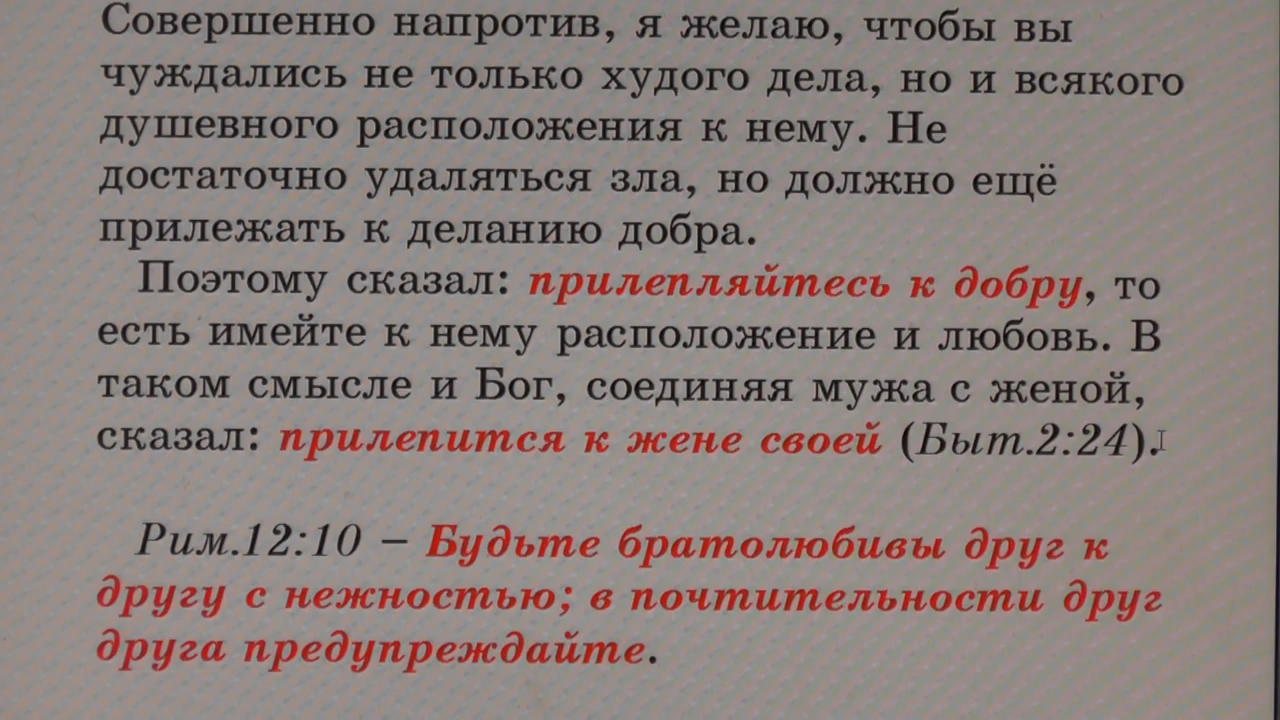 Совершенно напротив, я желаю, чтобы вы
чуждались не только худого дела, но и всякого
душевного расположения к нему. Не
достаточно удаляться зла, но должно ещё
прилежать к деланию добра.
Поэтому сказал: прилепляйтесь к добру, то
есть имейте к нему расположение и любовь. В
таком смысле и Бог, соединяя мужа с женой,
сказал: прилепится к жене своей (Быт.2:24).
Рим.12:10 – Будьте братолюбивы друг к
другу с нежностью; в почтительности друг
друга предупреждайте.